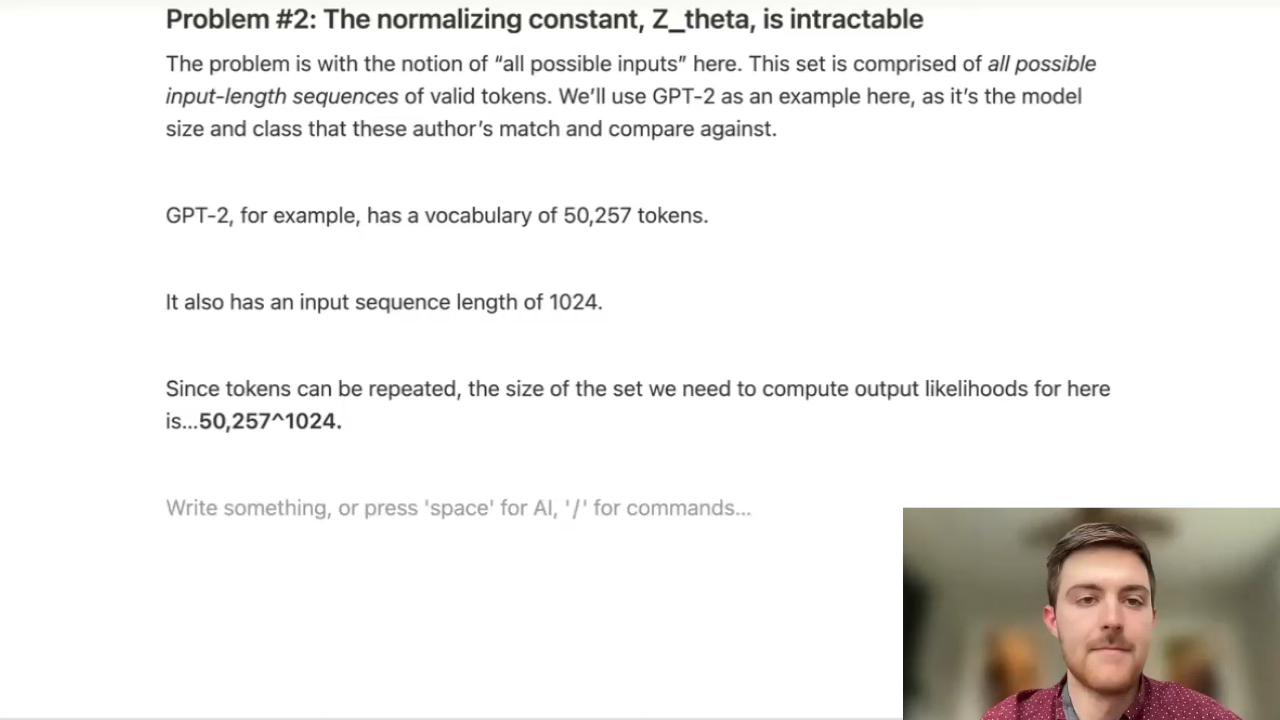 Problem #2: The normalizing constant, Z_theta, is intractable
The problem is with the notion of “all possible inputs” here. This set is comprised of all possible
input-length sequences of valid tokens. We’ll use GPT-2 as an example here, as it’s the model
size and class that these author’s match and compare against.
GPT-2, for example, has a vocabulary of 50,257 tokens.
It also has an input sequence length of 1024.
Since tokens can be repeated, the size of the set we need to compute output likelihoods for here
is...50,257^1024.
Write something, or press 'space' for AI, '/' for commands...